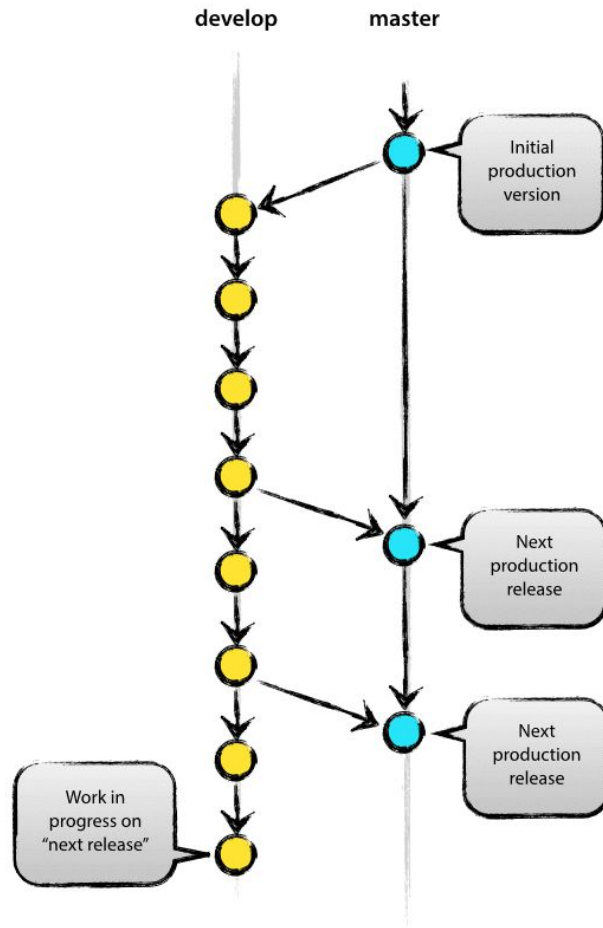 develop
master
Initial
production
version
Next
production
release
Next
production
release
Work in
progress on
“next release”